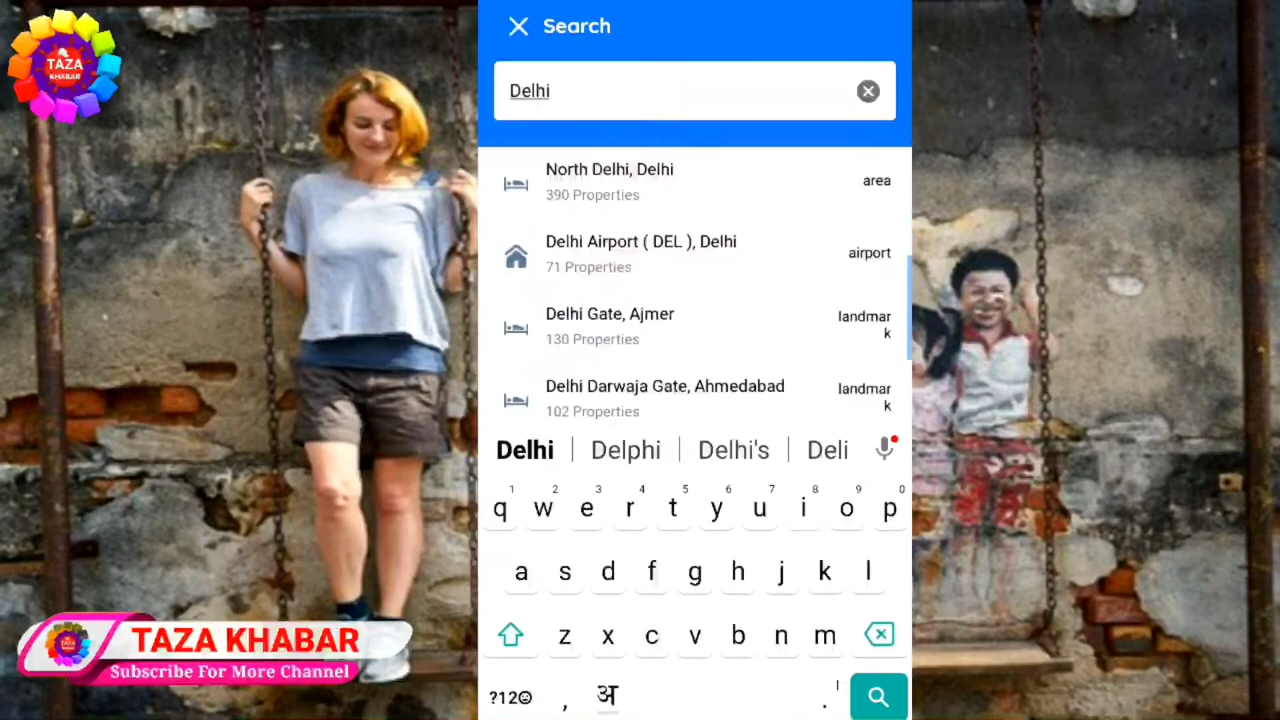 TAZA
KHABAR
Search
Delhi
North Delhi, Delhi
390 Properties
area
Delhi Airport ( DEL ), Delhi
71 Properties
airport
Delhi Gate, Ajmer
130 Properties
landmar
k
Delhi Darwaja Gate, Ahmedabad
102 Properties
landmar
k
Delhi Delphi Delhi's Deli
1 2 3 4 5 6 7 8 9 0
q w e r t y u i o p
a s d f g h j k l
z x c v b n m
?12 , अ .
TAZA KHABAR
Subscribe For More Channel